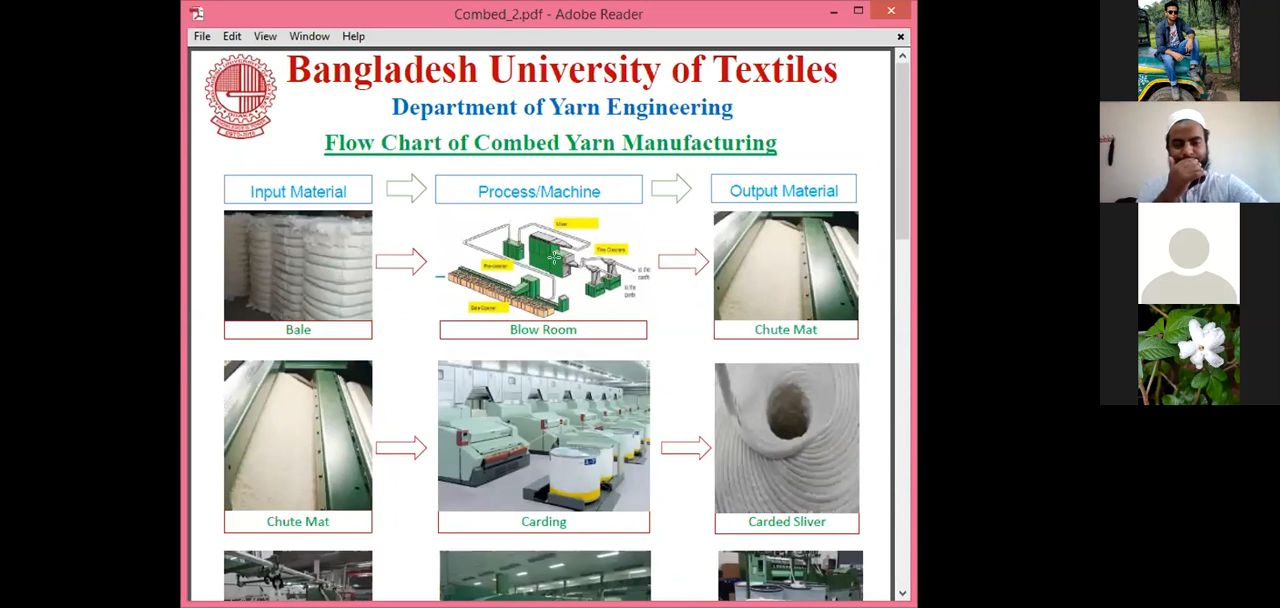 Combed_2.pdf - Adobe Reader
File Edit View Window Help
Bangladesh University of Textiles
Department of Yarn Engineering
Flow Chart of Combed Yarn Manufacturing
Input Material Process/Machine Output Material
Bale Blow Room Chute Mat
Chute Mat Carding Carded Sliver